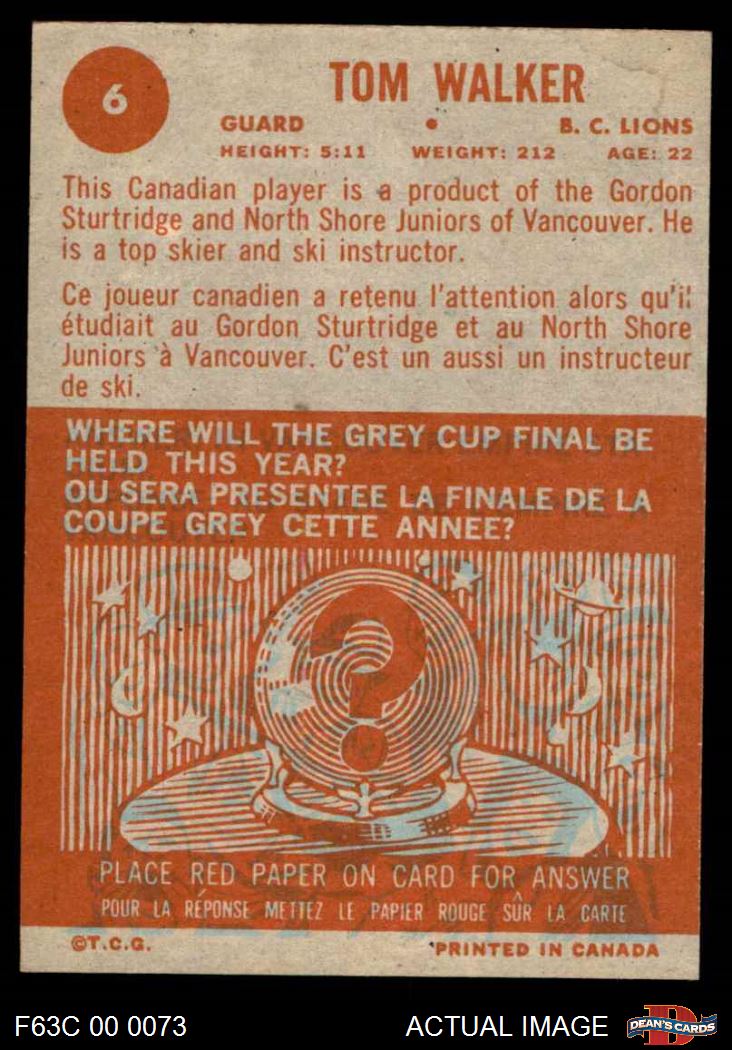 6
TOM WALKER
GUARD • B. C. LIONS
HEIGHT: 5:11 WEIGHT: 212 AGE: 22
This Canadian player is a product of the Gordon
Sturtridge and North Shore Juniors of Vancouver. He
is a top skier and ski instructor.
Ce joueur canadien a retenu l'attention alors qu'il
étudiait au Gordon Sturtridge et au North Shore
Juniors à Vancouver. C'est un aussi un instructeur
de ski.
WHERE WILL THE GREY CUP FINAL BE
HELD THIS YEAR?
OU SERA PRESENTEE LA FINALE DE LA
COUPE GREY CETTE ANNEE?
?
PLACE RED PAPER ON CARD FOR ANSWER
POUR LA RÉPONSE METTEZ LE PAPIER ROUGE SÛR LA CARTE
©T.C.G. PRINTED IN CANADA
F63C 00 0073 ACTUAL IMAGE D DEAN'S CARDS